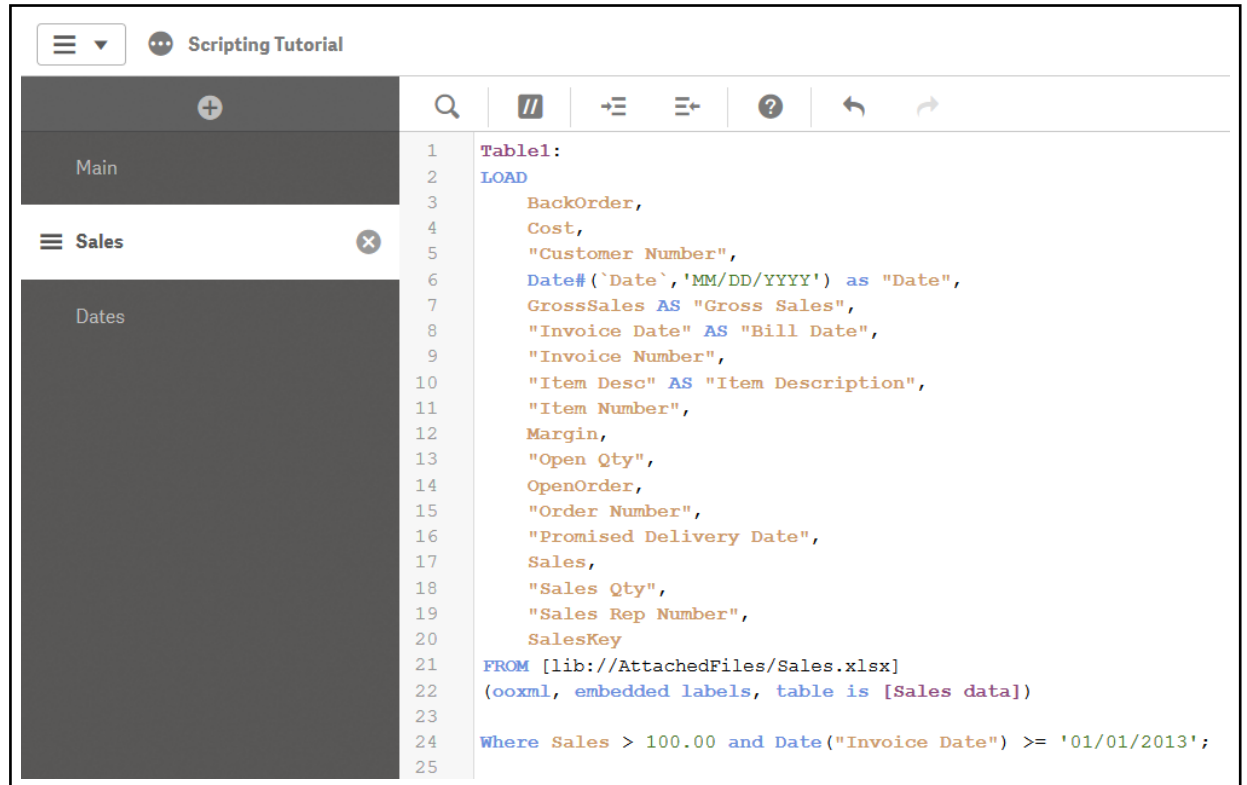 Scripting Tutorial
Main
Sales
Dates
//
?
1 Table1:
2 LOAD
3 BackOrder,
4 Cost,
5 "Customer Number",
6 Date#(`Date`,'MM/DD/YYYY') as "Date",
7 GrossSales AS "Gross Sales",
8 "Invoice Date" AS "Bill Date",
9 "Invoice Number",
10 "Item Desc" AS "Item Description",
11 "Item Number",
12 Margin,
13 "Open Qty",
14 OpenOrder,
15 "Order Number",
16 "Promised Delivery Date",
17 Sales,
18 "Sales Qty",
19 "Sales Rep Number",
20 SalesKey
21 FROM [lib://AttachedFiles/Sales.xlsx]
22 (ooxml, embedded labels, table is [Sales data])
23
24 Where Sales > 100.00 and Date("Invoice Date") >= '01/01/2013';
25